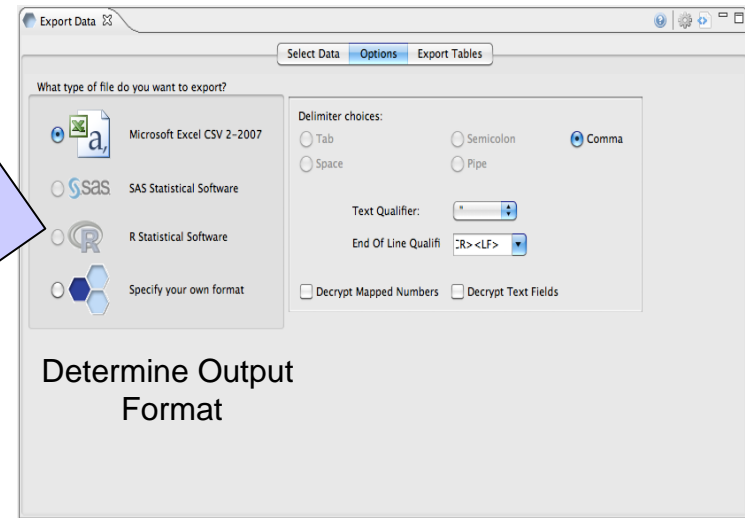 Export Data
Select Data Options Export Tables
What type of file do you want to export?
a, Microsoft Excel CSV 2-2007
sas SAS Statistical Software
R R Statistical Software
Specify your own format
Delimiter choices:
Tab Semicolon Comma
Space Pipe
Text Qualifier: "
End Of Line Qualifi CR><LF>
Decrypt Mapped Numbers Decrypt Text Fields
Determine Output
Format